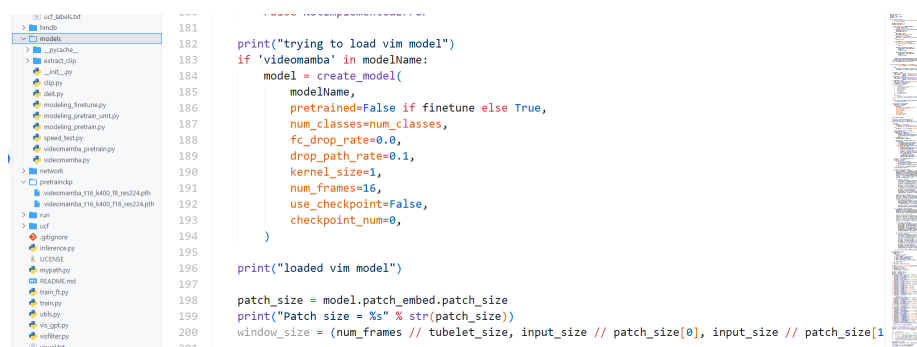 ucf_labels.txt
hmdb
models
__pycache__
extract_clip
__init__.py
clip.py
deit.py
modeling_finetune.py
modeling_pretrain_umt.py
modeling_pretrain.py
speed_test.py
videomamba_pretrain.py
videomamba.py
network
pretrainckp
videomamba_t16_k400_f8_res224.pth
videomamba_t16_k400_f16_res224.pth
run
ucf
.gitignore
inference.py
LICENSE
mypath.py
README.md
train_ft.py
train.py
utils.py
vis_gpt.py
visfilter.py
181
182 print("trying to load vim model")
183 if 'videomamba' in modelName:
184 model = create_model(
185 modelName,
186 pretrained=False if finetune else True,
187 num_classes=num_classes,
188 fc_drop_rate=0.0,
189 drop_path_rate=0.1,
190 kernel_size=1,
191 num_frames=16,
192 use_checkpoint=False,
193 checkpoint_num=0,
194 )
195
196 print("loaded vim model")
197
198 patch_size = model.patch_embed.patch_size
199 print("Patch size = %s" % str(patch_size))
200 window_size = (num_frames // tubelet_size, input_size // patch_size[0], input_size // patch_size[1